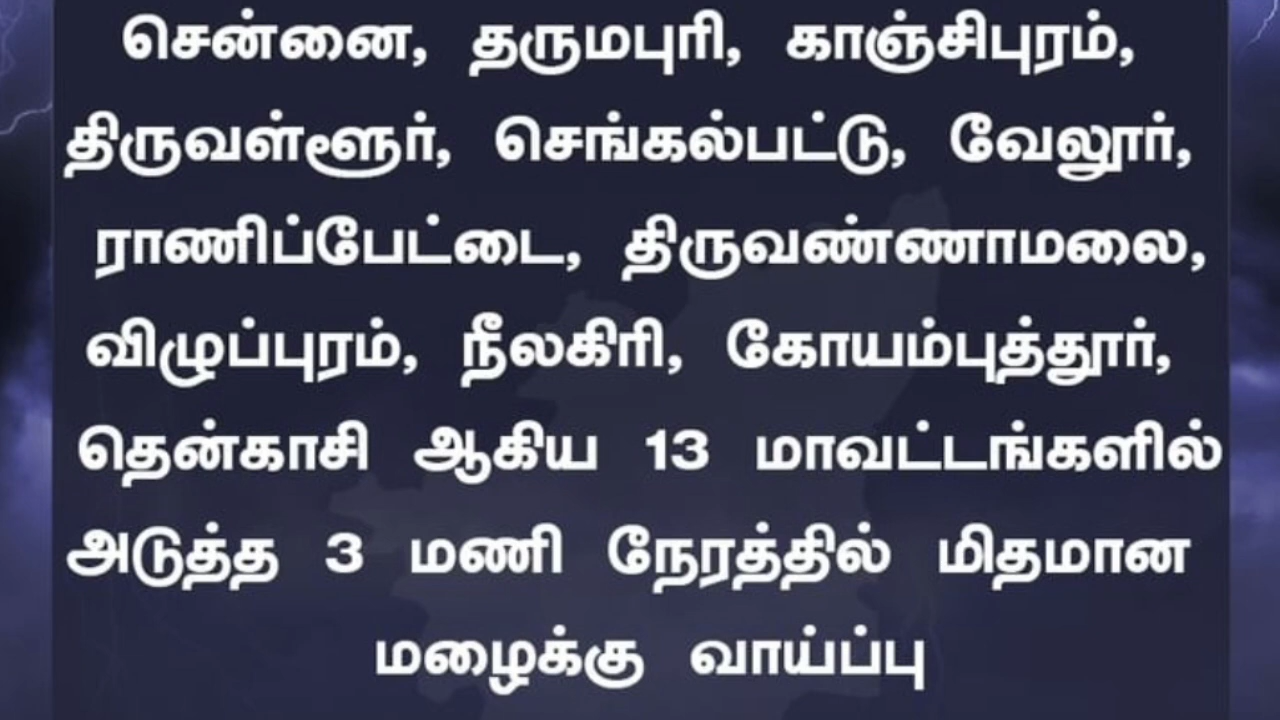 சென்னை, தருமபுரி, காஞ்சிபுரம்,
திருவள்ளூர், செங்கல்பட்டு, வேலூர்,
ராணிப்பேட்டை, திருவண்ணாமலை,
விழுப்புரம், நீலகிரி, கோயம்புத்தூர்,
தென்காசி ஆகிய 13 மாவட்டங்களில்
அடுத்த 3 மணி நேரத்தில் மிதமான
மழைக்கு வாய்ப்பு